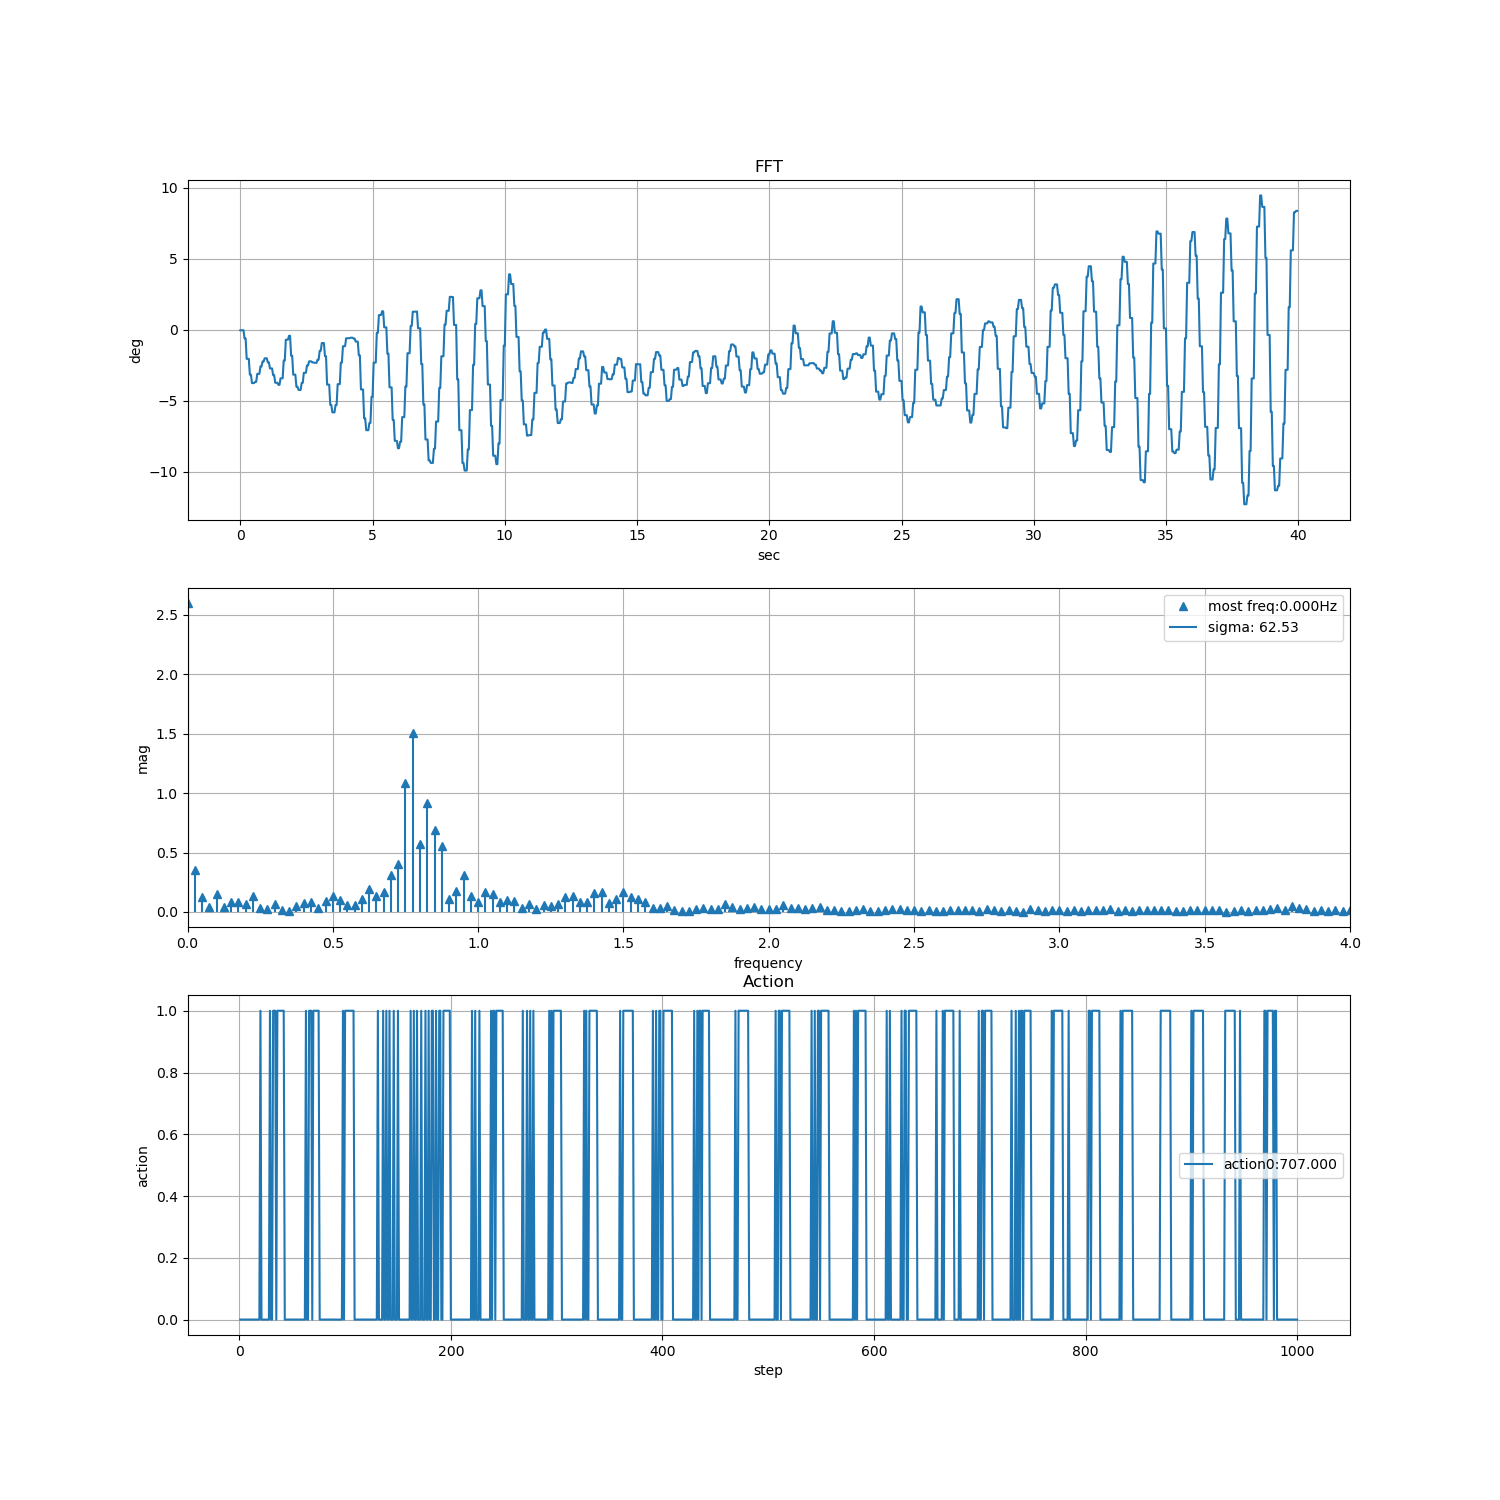 FFT
10
5
0
−5
−10
deg
0 5 10 15 20 25 30 35 40
sec
2.5
2.0
1.5
1.0
0.5
0.0
mag
most freq:0.000Hz
sigma: 62.53
0.0 0.5 1.0 1.5 2.0 2.5 3.0 3.5 4.0
frequency
Action
1.0
0.8
0.6
0.4
0.2
0.0
action
action0:707.000
0 200 400 600 800 1000
step